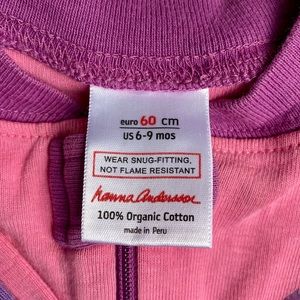 euro 60 cm
US 6-9 mos
WEAR SNUG-FITTING,
NOT FLAME RESISTANT
Hanna Andersson
100% Organic Cotton
made in Peru